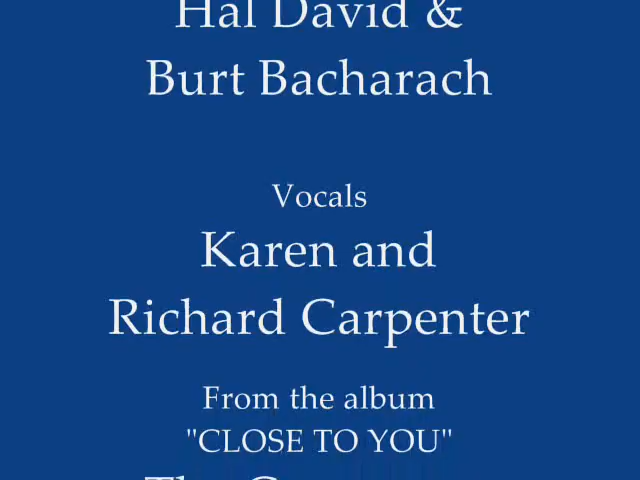 Hal David &
Burt Bacharach
Vocals
Karen and
Richard Carpenter
From the album
"CLOSE TO YOU"